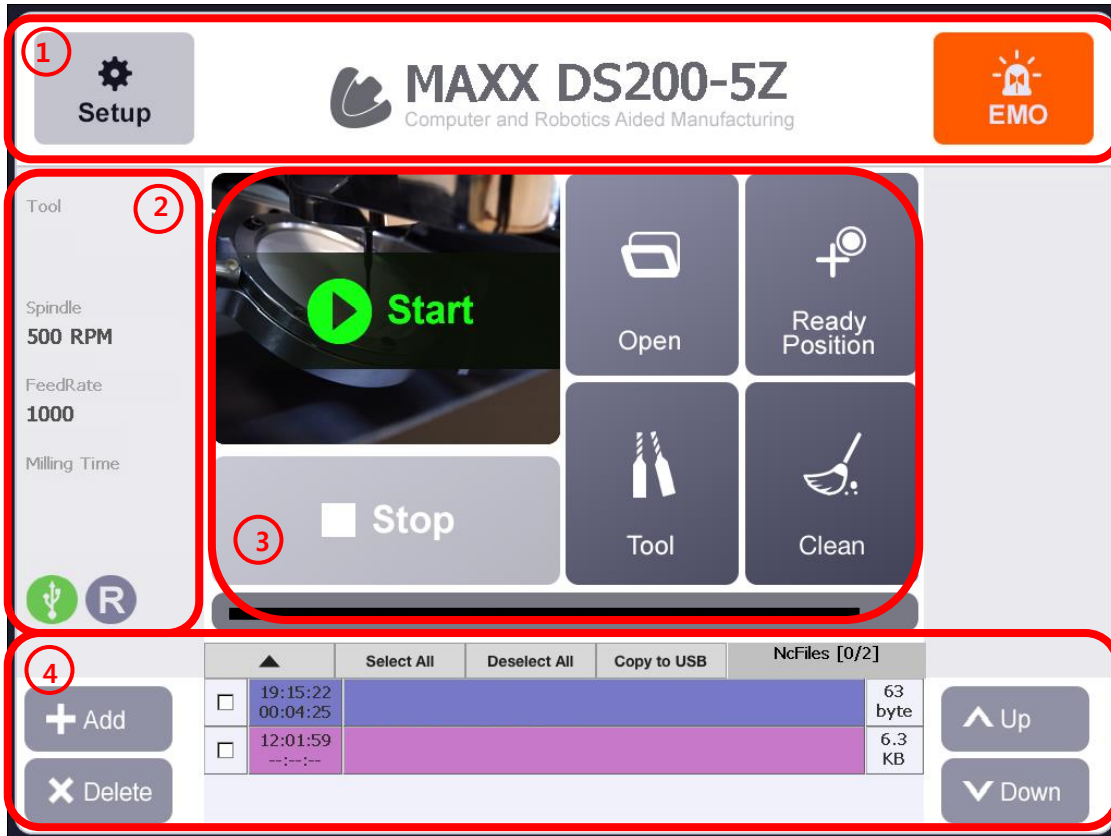 1
Setup
MAXX DS200-5Z
Computer and Robotics Aided Manufacturing
EMO
2
Tool
Spindle
500 RPM
FeedRate
1000
Milling Time
R
Start
Stop
3
Open
Ready
Position
Tool
Clean
4
Add
Delete
Select All
Deselect All
Copy to USB
NcFiles [0/2]
19:15:22
00:04:25
63
byte
12:01:59
--:--:--
6.3
KB
Up
Down